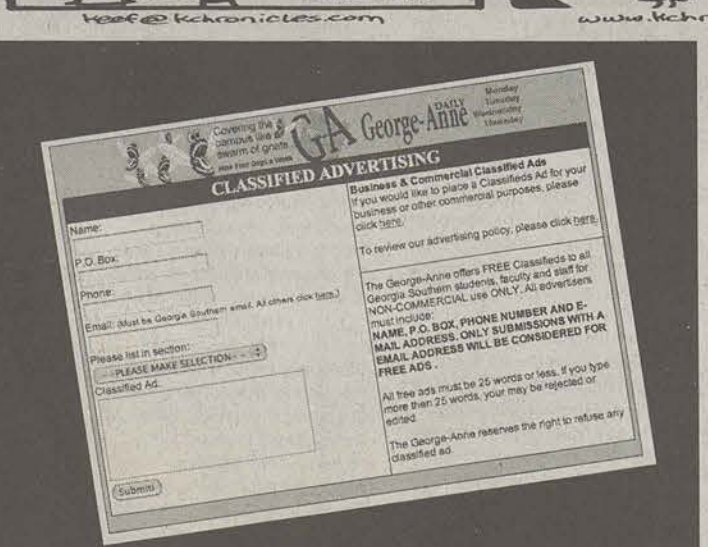 keef@kchronicles.com
www.kchr
Covering the
campus like a
swarm of gnats
Now Four Days a Week
GA
George-Anne
DAILY
Monday
Tuesday
Wednesday
Thursday
CLASSIFIED ADVERTISING
Name:
P.O. Box:
Phone:
Email: (Must be Georgia Southern email. All others click here.)
Please list in section:
- - PLEASE MAKE SELECTION - -
Classified Ad:
Submit!
Business & Commercial Classified Ads
If you would like to place a Classifieds Ad for your
business or other commercial purposes, please
click here.
To review our advertising policy, please click here.
The George-Anne offers FREE Classifieds to all
Georgia Southern students, faculty and staff for
NON-COMMERCIAL use ONLY. All advertisers
must include:
NAME, P.O. BOX, PHONE NUMBER AND E-
MAIL ADDRESS. ONLY SUBMISSIONS WITH A
EMAIL ADDRESS WILL BE CONSIDERED FOR
FREE ADS .
All free ads must be 25 words or less. If you type
more then 25 words, your may be rejected or
edited.
The George-Anne reserves the right to refuse any
classified ad.